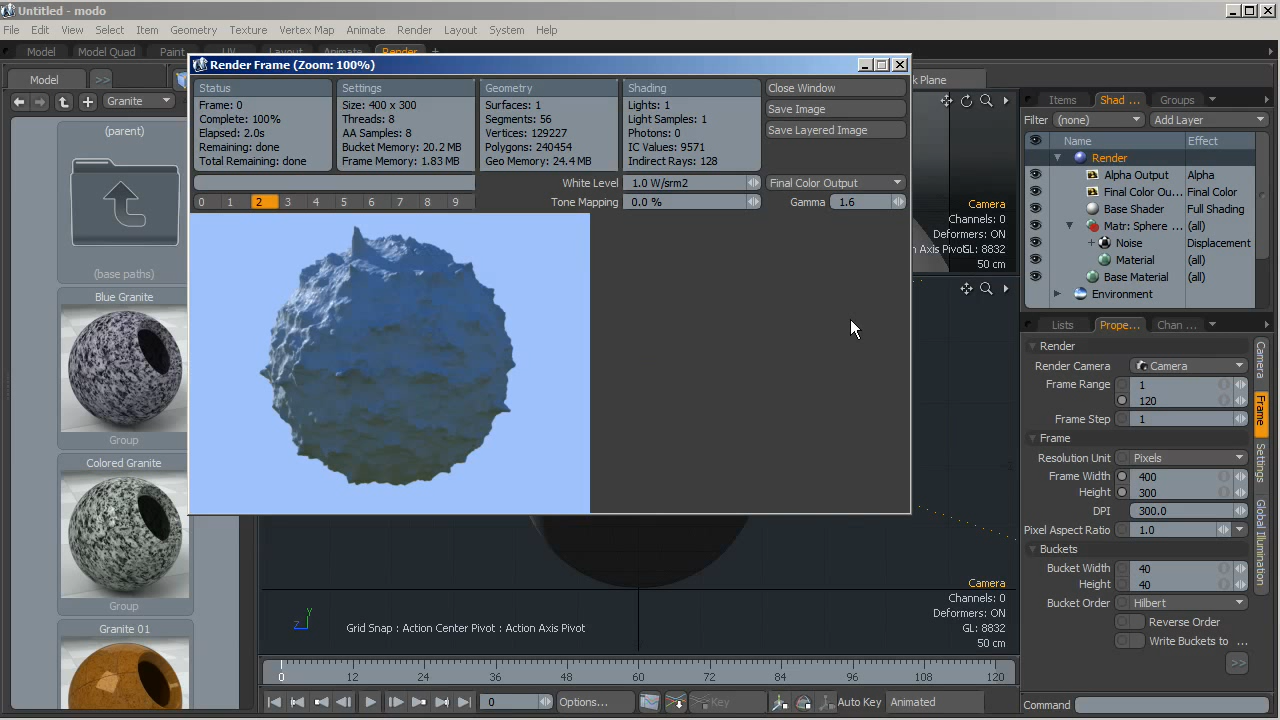 Untitled - modo
File Edit View Select Item Geometry Texture Vertex Map Animate Render Layout System Help
Model Model Quad Paint UV Layout Animate Render +
Model >>
Granite
(parent)
(base paths)
Blue Granite
Group
Colored Granite
Group
Granite 01
Render Frame (Zoom: 100%)
Status
Frame: 0
Complete: 100%
Elapsed: 2.0s
Remaining: done
Total Remaining: done
Settings
Size: 400 x 300
Threads: 8
AA Samples: 8
Bucket Memory: 20.2 MB
Frame Memory: 1.83 MB
Geometry
Surfaces: 1
Segments: 56
Vertices: 129227
Polygons: 240454
Geo Memory: 24.4 MB
Shading
Lights: 1
Light Samples: 1
Photons: 0
IC Values: 9571
Indirect Rays: 128
Close Window
Save Image
Save Layered Image
White Level 1.0 W/srm2 Final Color Output
0 1 2 3 4 5 6 7 8 9 Tone Mapping 0.0 % Gamma 1.6
k Plane
Camera
Channels: 0
Deformers: ON
n Axis Pivot GL: 8832
50 cm
Camera
Channels: 0
Deformers: ON
GL: 8832
50 cm
Y
Z
Grid Snap : Action Center Pivot : Action Axis Pivot
0 12 24 36 48 60 72 84 96 108 120
0 Options... Key Auto Key Animated
Items Shad ... Groups
Filter (none) Add Layer
Name Effect
Render
Alpha Output Alpha
Final Color Ou... Final Color
Base Shader Full Shading
Matr: Sphere ... (all)
+ Noise Displacement
Material (all)
Base Material (all)
Environment
Lists Prope... Chan ...
Render
Render Camera Camera
Frame Range 1
120
Frame Step 1
Frame
Resolution Unit Pixels
Frame Width 400
Height 300
DPI 300.0
Pixel Aspect Ratio 1.0
Buckets
Bucket Width 40
Height 40
Bucket Order Hilbert
Reverse Order
Write Buckets to ...
>>
Camera
Frame
Settings
Global Illumination
Command